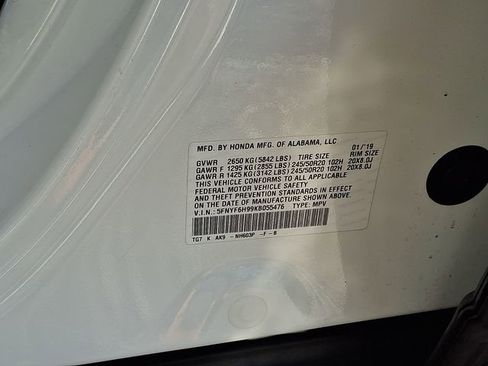 MFD. BY HONDA MFG. OF ALABAMA, LLC. 01/'19
GVWR 2650 KG(5842 LBS) TIRE SIZE RIM SIZE
GAWR F 1295 KG(2855 LBS) 245/50R20 102H 20X8.0J
GAWR R 1425 KG(3142 LBS) 245/50R20 102H 20X8.0J
THIS VEHICLE CONFORMS TO ALL APPLICABLE
FEDERAL MOTOR VEHICLE SAFETY
AND THEFT PREVENTION STANDARDS IN EFFECT
ON THE DATE OF MANUFACTURE SHOWN ABOVE.
V.I.N.: 5FNYF6H99KB055476 TYPE: MPV
TG7 K AK9 -NH603P -F -B